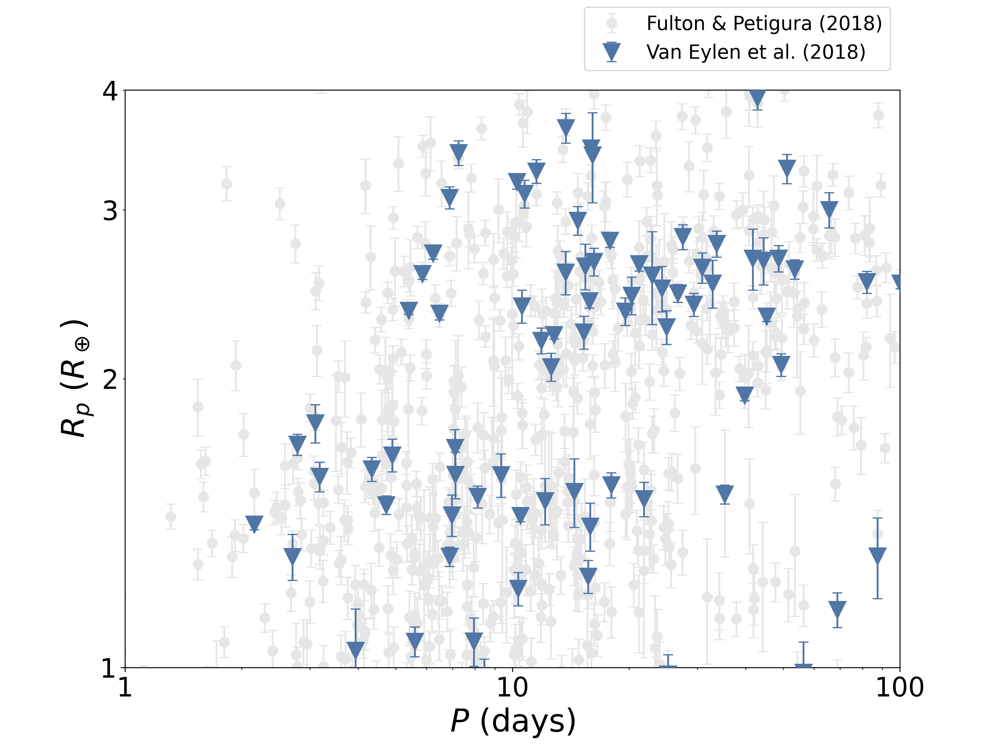 Fulton & Petigura (2018)
Van Eylen et al. (2018)
4
3
2
1
R_p (R_⊕)
1
10
100
P (days)